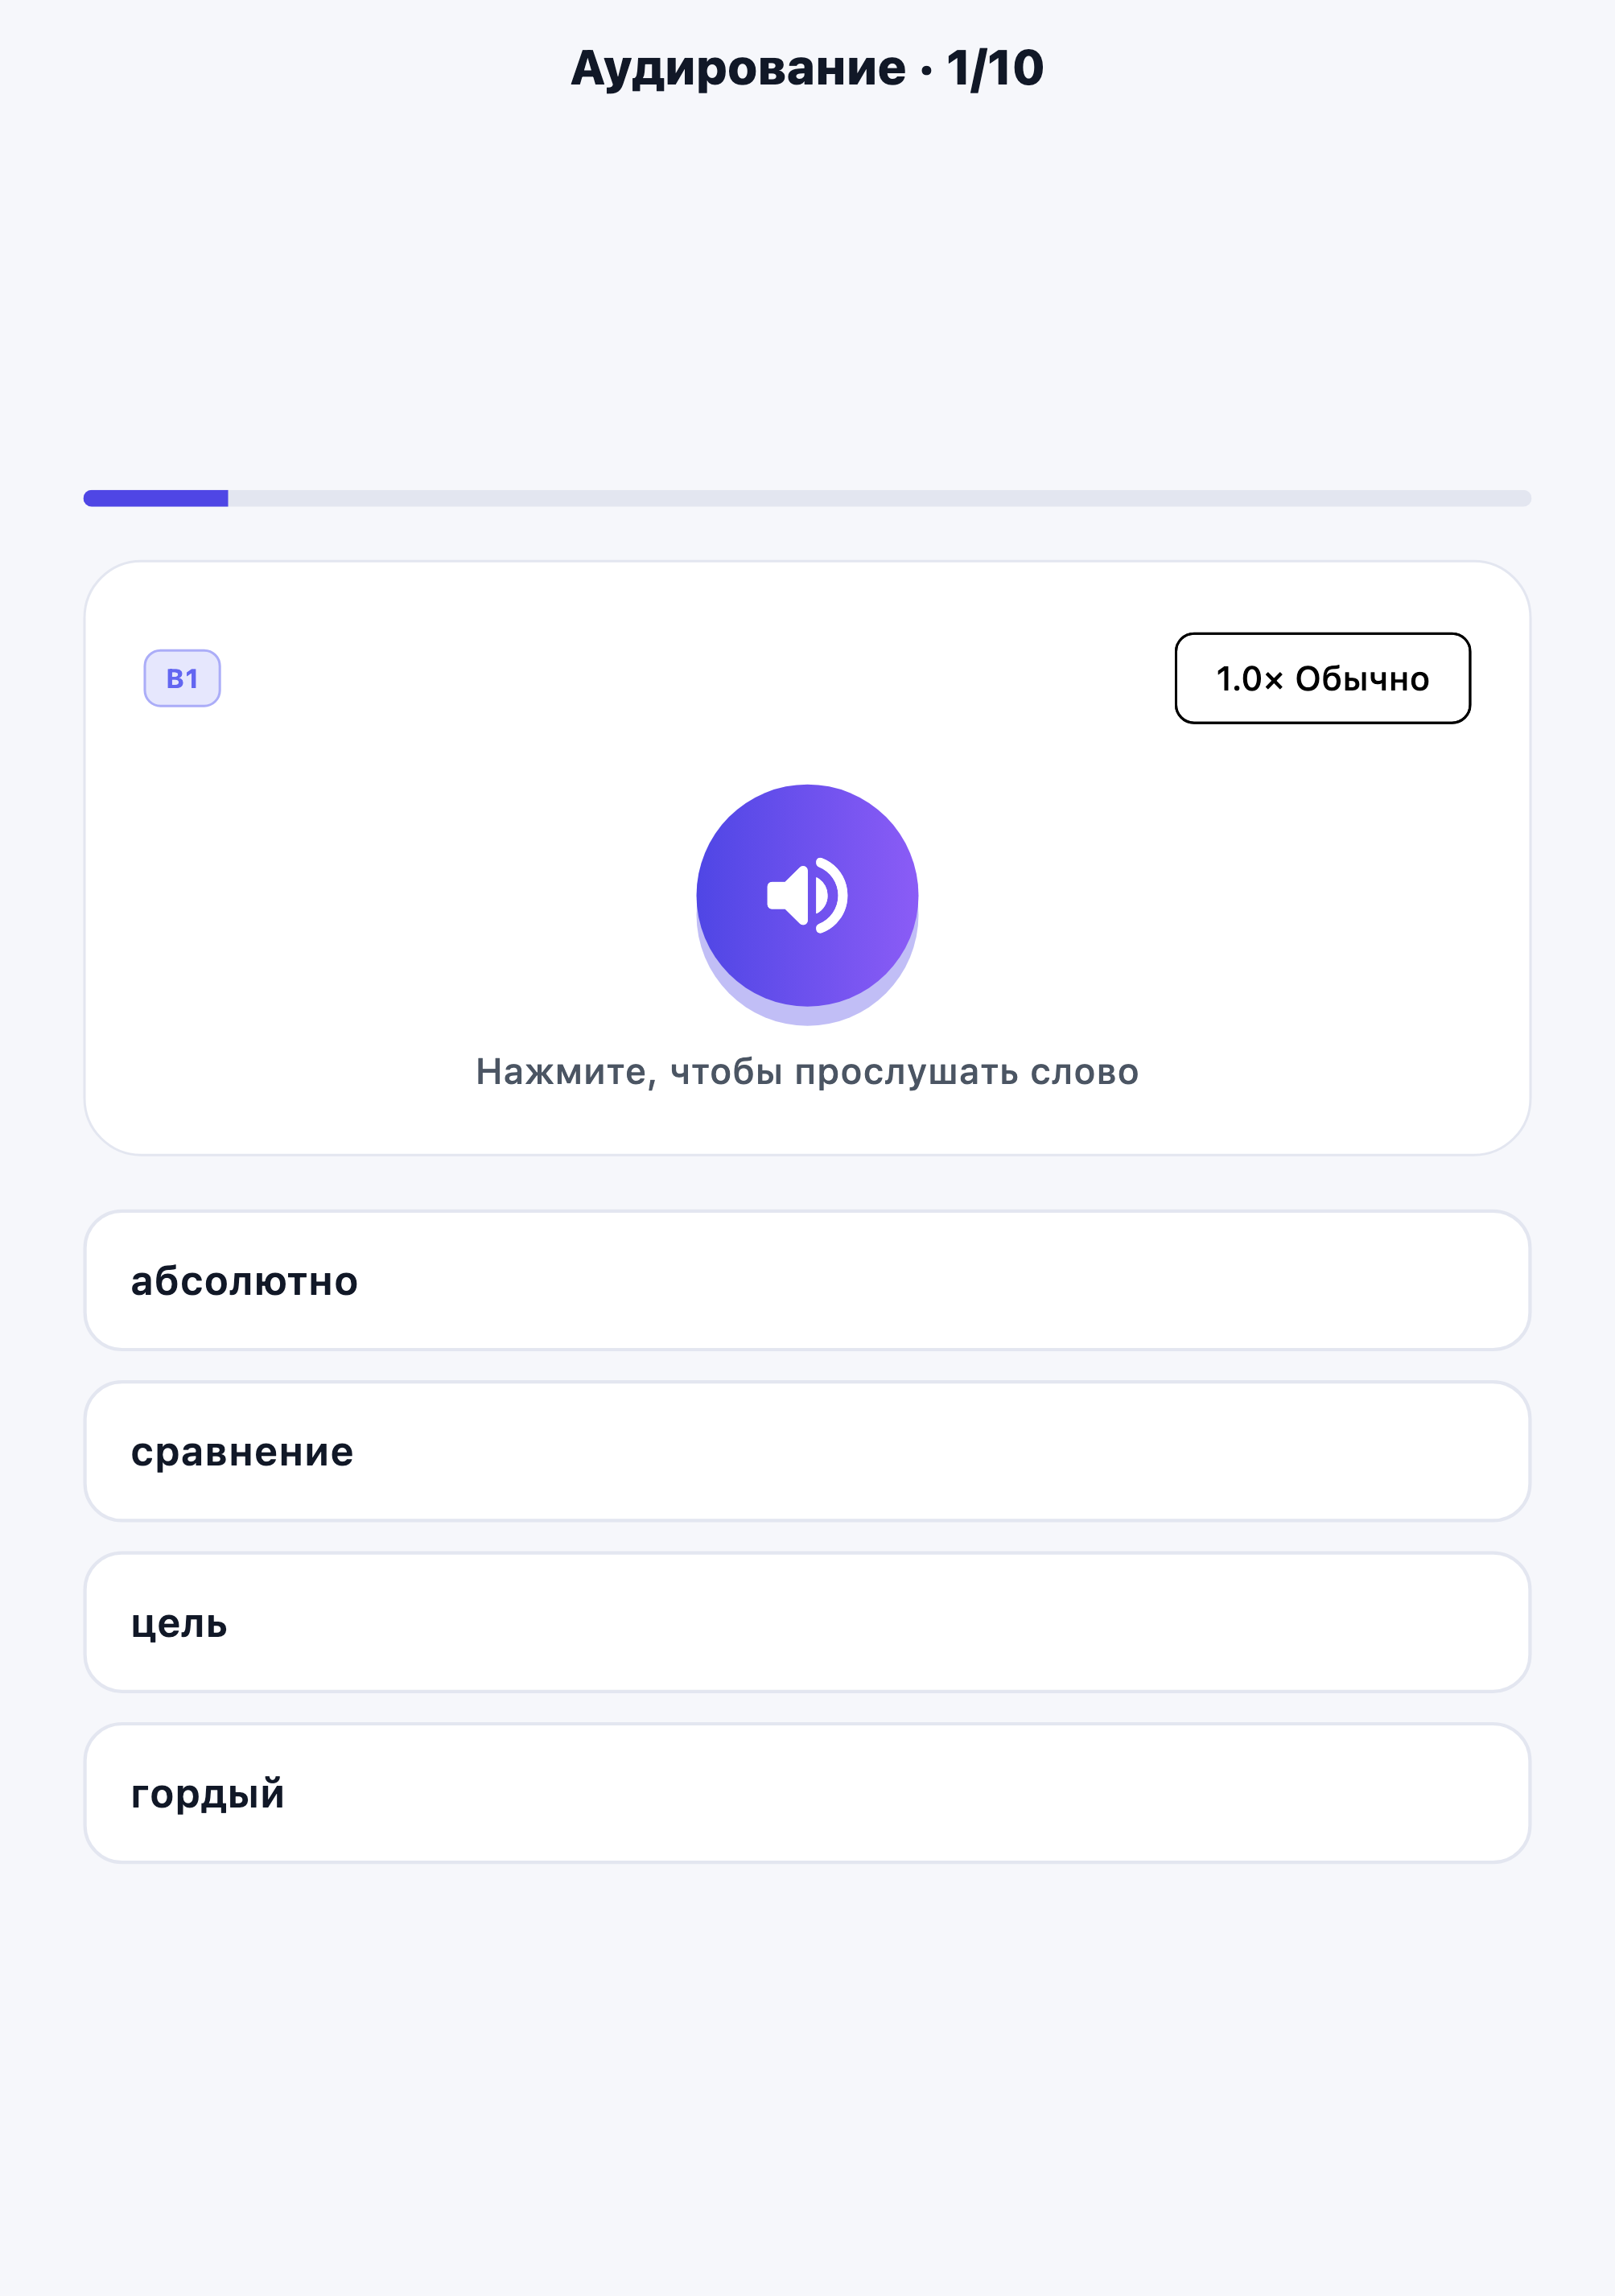 Аудирование · 1/10
B1
1.0× Обычно
Нажмите, чтобы прослушать слово
абсолютно
сравнение
цель
гордый